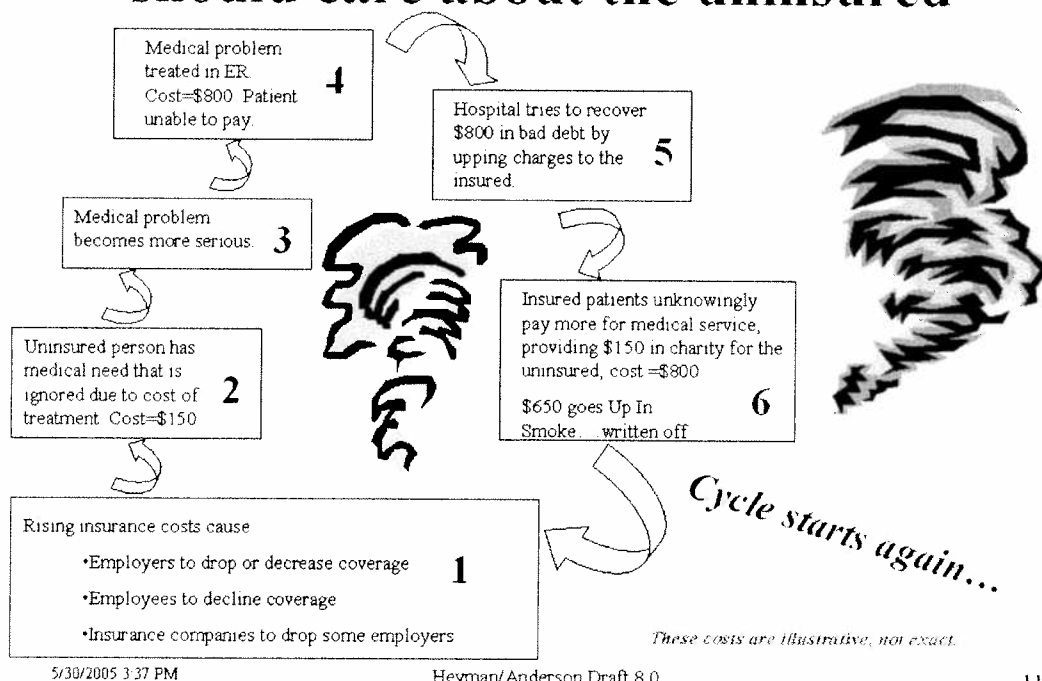 should care about the uninsured
Medical problem
treated in ER.
Cost=$800 Patient
unable to pay.
4
Hospital tries to recover
$800 in bad debt by
upping charges to the
insured.
5
Medical problem
becomes more serious.
3
Insured patients unknowingly
pay more for medical service,
providing $150 in charity for the
uninsured, cost =$800
$650 goes Up In
Smoke... written off
6
Uninsured person has
medical need that is
ignored due to cost of
treatment Cost=$150
2
Rising insurance costs cause
•Employers to drop or decrease coverage
•Employees to decline coverage
•Insurance companies to drop some employers
1
Cycle starts again...
These costs are illustrative, not exact.
5/30/2005 3:37 PM
Heyman/Anderson Draft 8.0
11